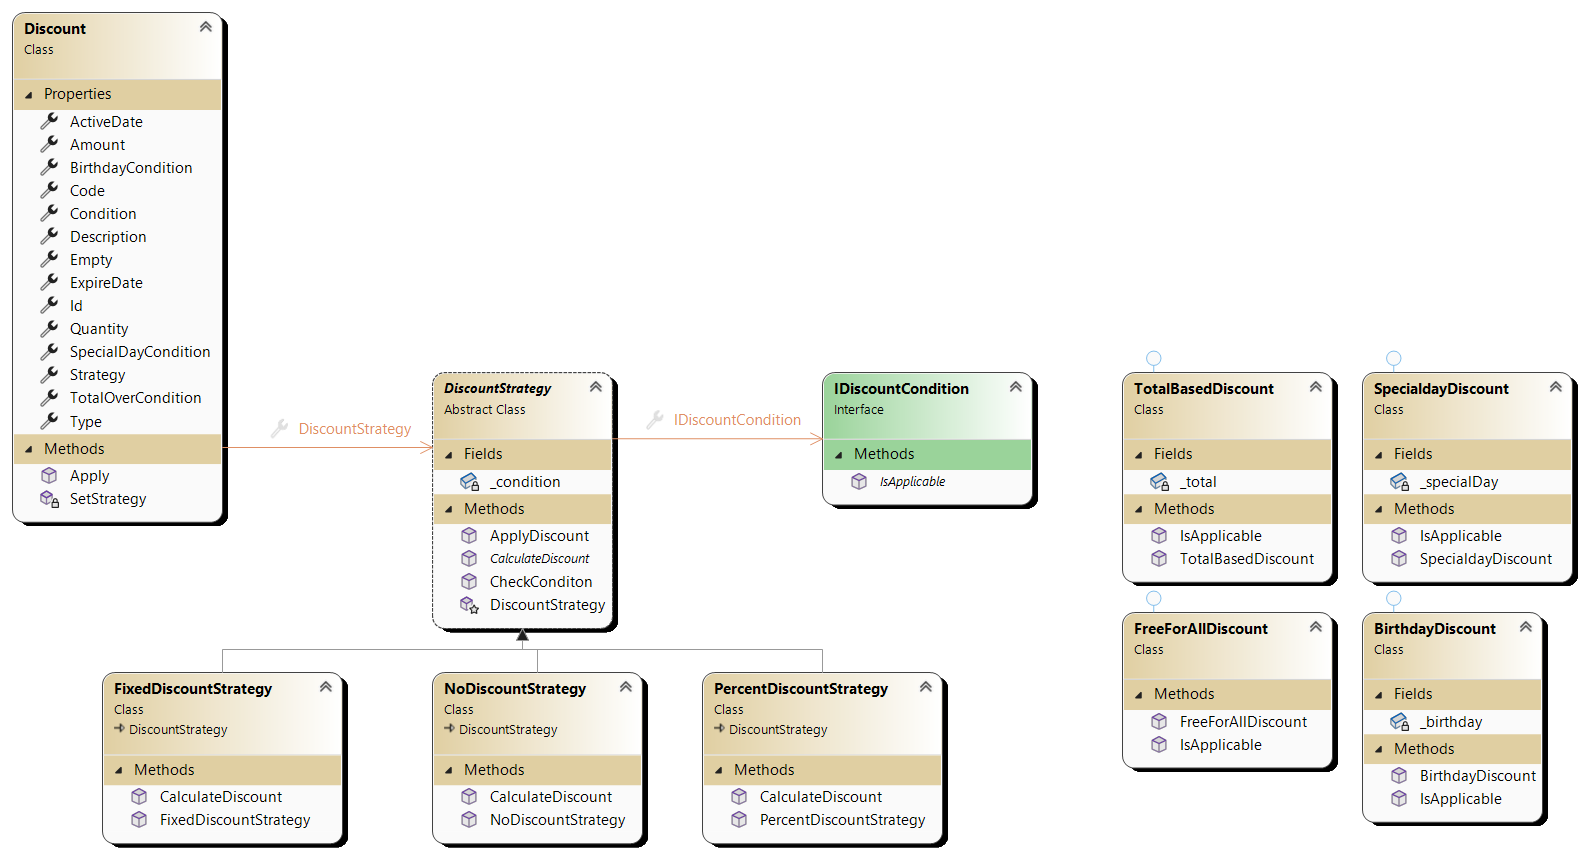 Discount
Class
Properties
ActiveDate
Amount
BirthdayCondition
Code
Condition
Description
Empty
ExpireDate
Id
Quantity
SpecialDayCondition
Strategy
TotalOverCondition
Type
Methods
Apply
SetStrategy
DiscountStrategy
DiscountStrategy
Abstract Class
Fields
_condition
Methods
ApplyDiscount
CalculateDiscount
CheckConditon
DiscountStrategy
IDiscountCondition
IDiscountCondition
Interface
Methods
IsApplicable
TotalBasedDiscount
Class
Fields
_total
Methods
IsApplicable
TotalBasedDiscount
SpecialdayDiscount
Class
Fields
_specialDay
Methods
IsApplicable
SpecialdayDiscount
FreeForAllDiscount
Class
Methods
FreeForAllDiscount
IsApplicable
BirthdayDiscount
Class
Fields
_birthday
Methods
BirthdayDiscount
IsApplicable
FixedDiscountStrategy
Class
DiscountStrategy
Methods
CalculateDiscount
FixedDiscountStrategy
NoDiscountStrategy
Class
DiscountStrategy
Methods
CalculateDiscount
NoDiscountStrategy
PercentDiscountStrategy
Class
DiscountStrategy
Methods
CalculateDiscount
PercentDiscountStrategy